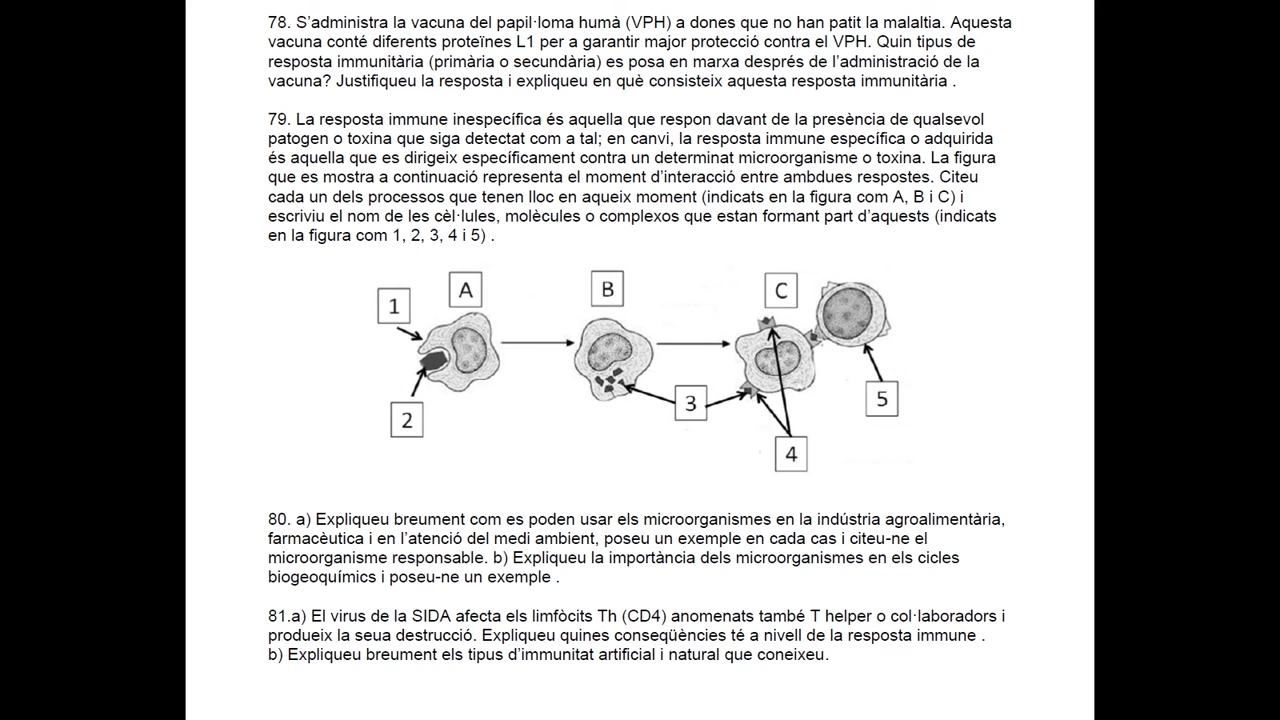 78. S’administra la vacuna del papil·loma humà (VPH) a dones que no han patit la malaltia. Aquesta
vacuna conté diferents proteïnes L1 per a garantir major protecció contra el VPH. Quin tipus de
resposta immunitària (primària o secundària) es posa en marxa després de l’administració de la
vacuna? Justifiqueu la resposta i expliqueu en què consisteix aquesta resposta immunitària .
79. La resposta immune inespecífica és aquella que respon davant de la presència de qualsevol
patogen o toxina que siga detectat com a tal; en canvi, la resposta immune específica o adquirida
és aquella que es dirigeix específicament contra un determinat microorganisme o toxina. La figura
que es mostra a continuació representa el moment d’interacció entre ambdues respostes. Citeu
cada un dels processos que tenen lloc en aqueix moment (indicats en la figura com A, B i C) i
escriviu el nom de les cèl·lules, molècules o complexos que estan formant part d’aquests (indicats
en la figura com 1, 2, 3, 4 i 5) .
A
B
C
1
2
3
4
5
80. a) Expliqueu breument com es poden usar els microorganismes en la indústria agroalimentària,
farmacèutica i en l’atenció del medi ambient, poseu un exemple en cada cas i citeu-ne el
microorganisme responsable. b) Expliqueu la importància dels microorganismes en els cicles
biogeoquímics i poseu-ne un exemple .
81.a) El virus de la SIDA afecta els limfòcits Th (CD4) anomenats també T helper o col·laboradors i
produeix la seua destrucció. Expliqueu quines conseqüències té a nivell de la resposta immune .
b) Expliqueu breument els tipus d’immunitat artificial i natural que coneixeu.